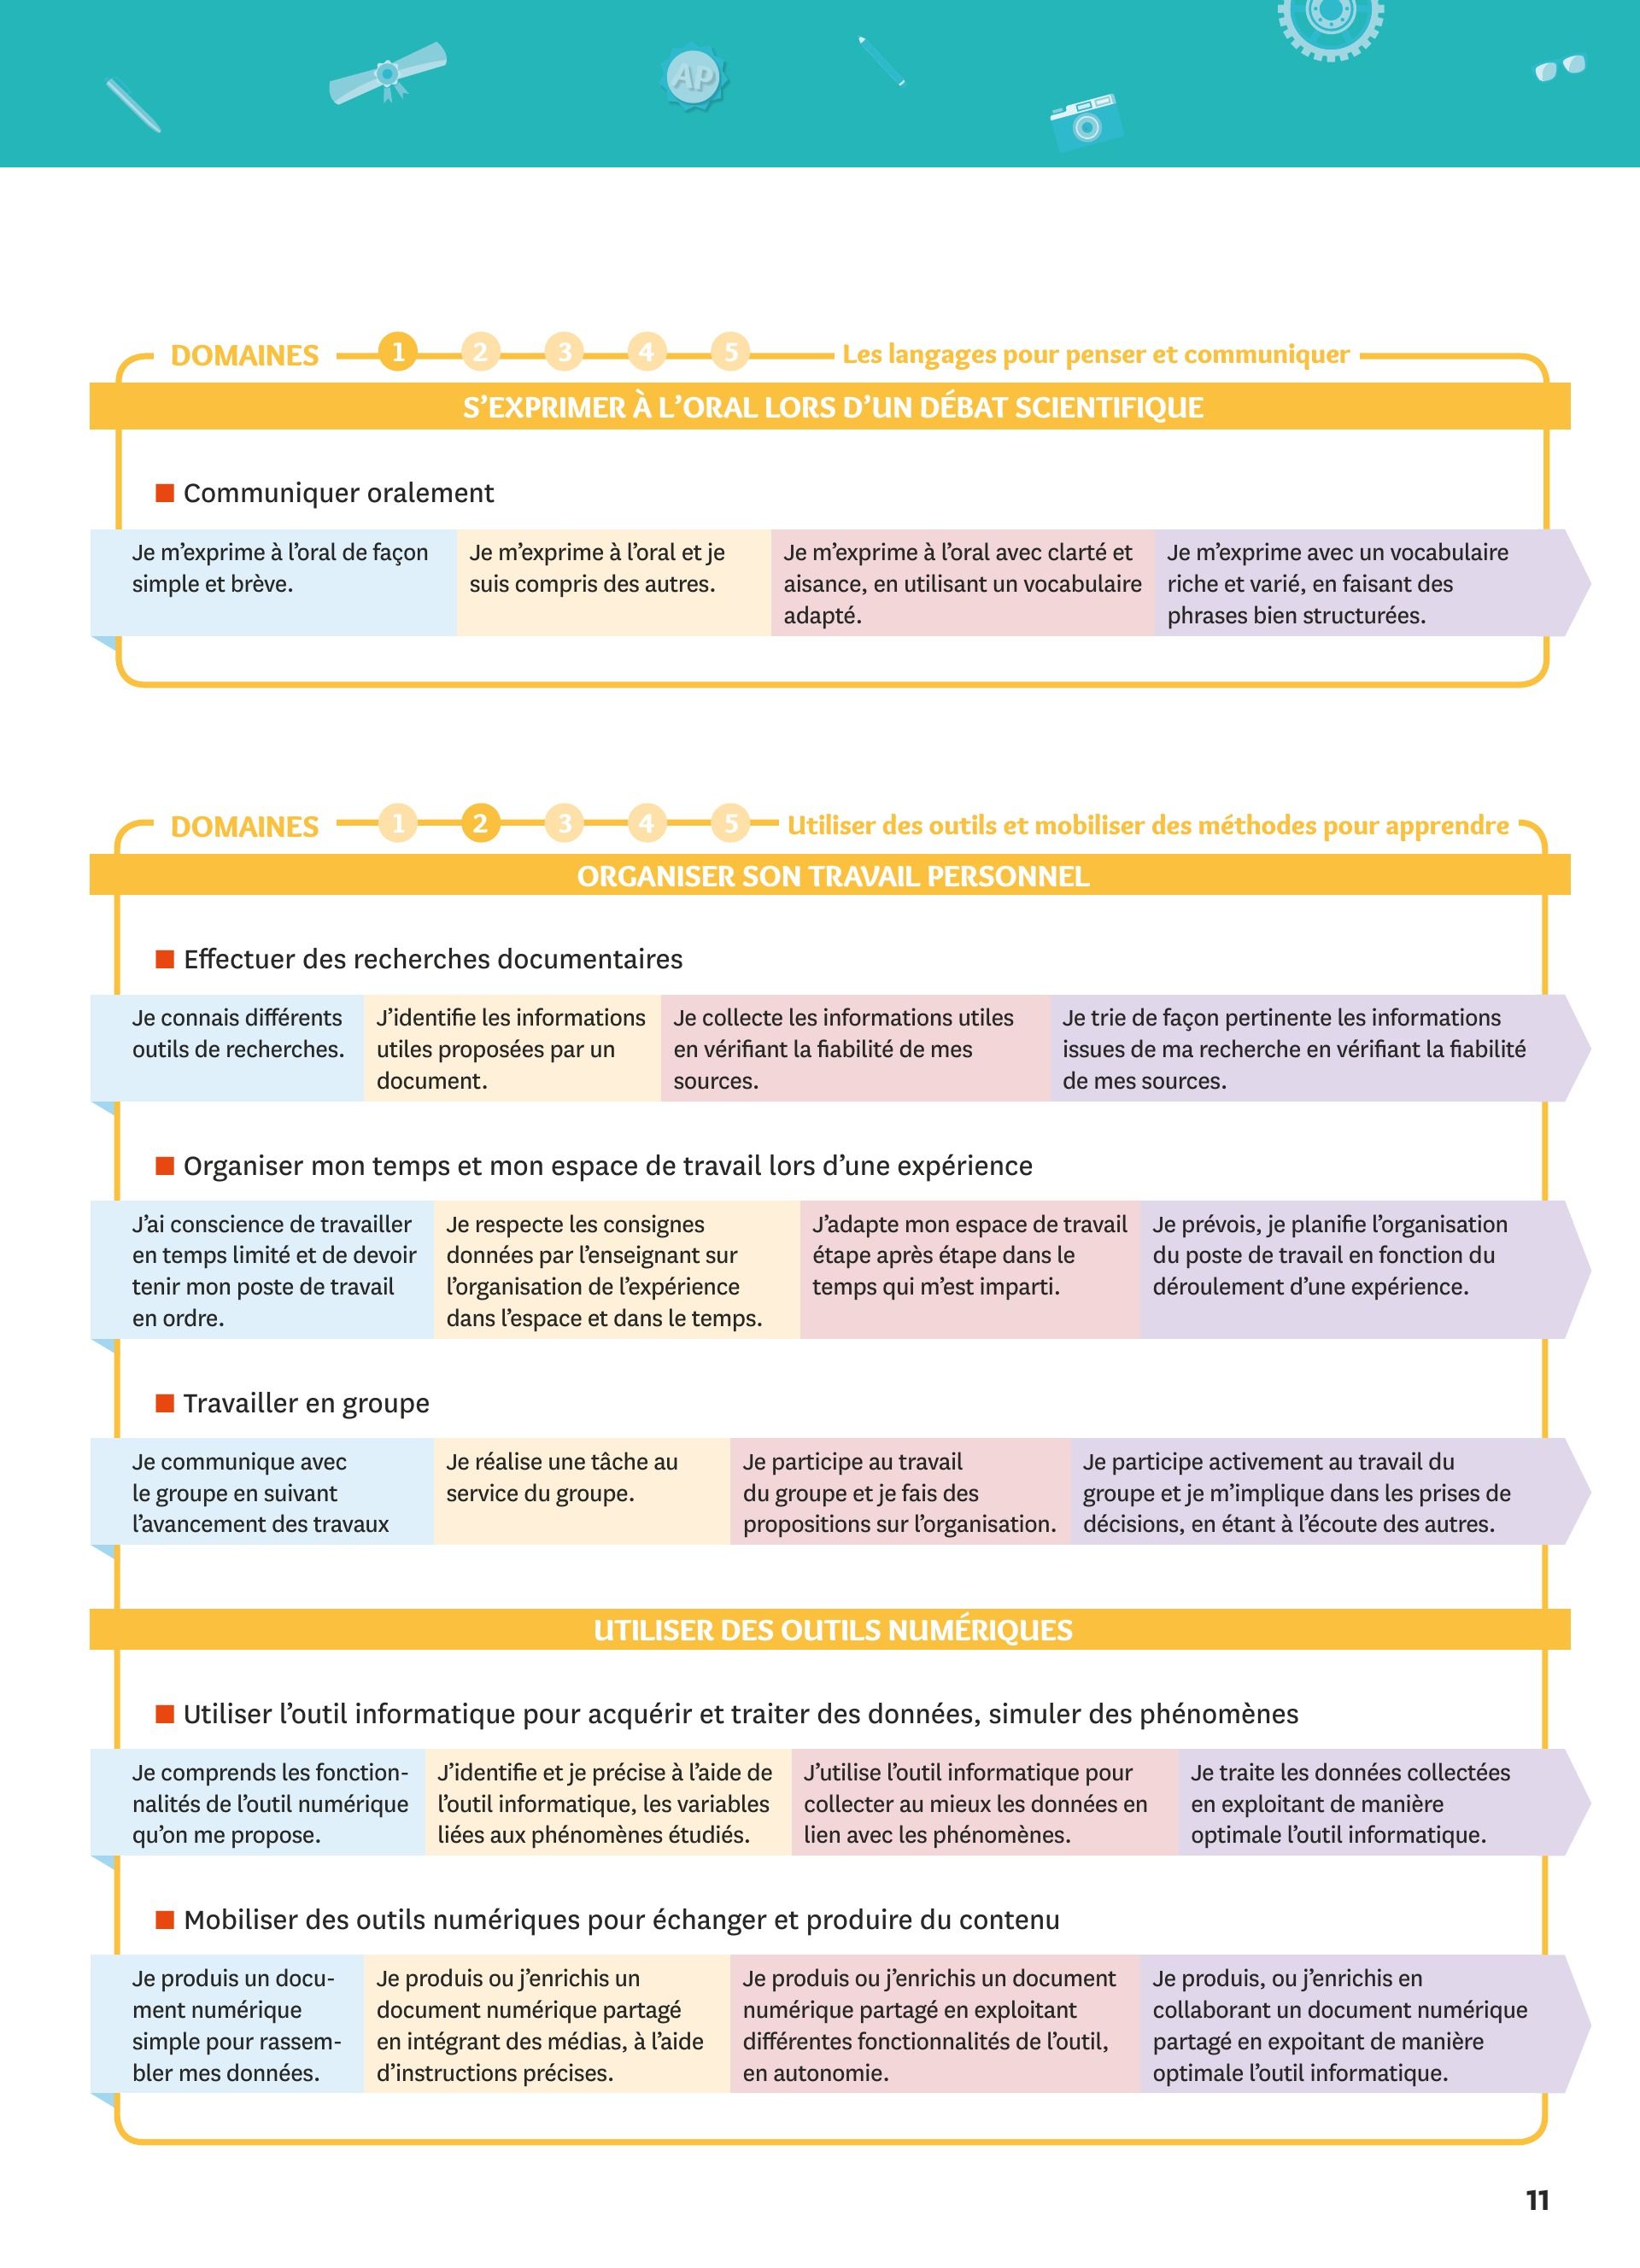 AP
DOMAINES 1 2 3 4 5 Les langages pour penser et communiquer
S’EXPRIMER À L’ORAL LORS D’UN DÉBAT SCIENTIFIQUE
■ Communiquer oralement
Je m’exprime à l’oral de façon
simple et brève.
Je m’exprime à l’oral et je
suis compris des autres.
Je m’exprime à l’oral avec clarté et
aisance, en utilisant un vocabulaire
adapté.
Je m’exprime avec un vocabulaire
riche et varié, en faisant des
phrases bien structurées.
DOMAINES 1 2 3 4 5 Utiliser des outils et mobiliser des méthodes pour apprendre
ORGANISER SON TRAVAIL PERSONNEL
■ Effectuer des recherches documentaires
Je connais différents
outils de recherches.
J’identifie les informations
utiles proposées par un
document.
Je collecte les informations utiles
en vérifiant la fiabilité de mes
sources.
Je trie de façon pertinente les informations
issues de ma recherche en vérifiant la fiabilité
de mes sources.
■ Organiser mon temps et mon espace de travail lors d’une expérience
J’ai conscience de travailler
en temps limité et de devoir
tenir mon poste de travail
en ordre.
Je respecte les consignes
données par l’enseignant sur
l’organisation de l’expérience
dans l’espace et dans le temps.
J’adapte mon espace de travail
étape après étape dans le
temps qui m’est imparti.
Je prévois, je planifie l’organisation
du poste de travail en fonction du
déroulement d’une expérience.
■ Travailler en groupe
Je communique avec
le groupe en suivant
l’avancement des travaux
Je réalise une tâche au
service du groupe.
Je participe au travail
du groupe et je fais des
propositions sur l’organisation.
Je participe activement au travail du
groupe et je m’implique dans les prises de
décisions, en étant à l’écoute des autres.
UTILISER DES OUTILS NUMÉRIQUES
■ Utiliser l’outil informatique pour acquérir et traiter des données, simuler des phénomènes
Je comprends les fonction-
nalités de l’outil numérique
qu’on me propose.
J’identifie et je précise à l’aide de
l’outil informatique, les variables
liées aux phénomènes étudiés.
J’utilise l’outil informatique pour
collecter au mieux les données en
lien avec les phénomènes.
Je traite les données collectées
en exploitant de manière
optimale l’outil informatique.
■ Mobiliser des outils numériques pour échanger et produire du contenu
Je produis un docu-
ment numérique
simple pour rassem-
bler mes données.
Je produis ou j’enrichis un
document numérique partagé
en intégrant des médias, à l’aide
d’instructions précises.
Je produis ou j’enrichis un document
numérique partagé en exploitant
différentes fonctionnalités de l’outil,
en autonomie.
Je produis, ou j’enrichis en
collaborant un document numérique
partagé en expoitant de manière
optimale l’outil informatique.
11